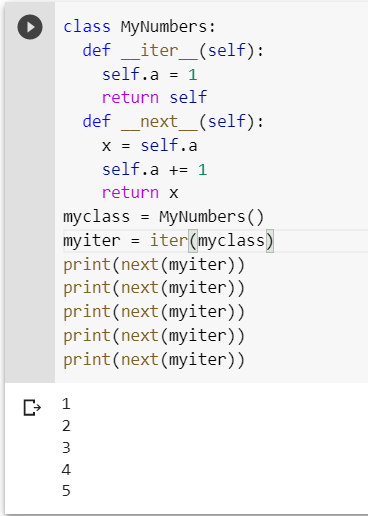 class MyNumbers:
  def __iter__(self):
    self.a = 1
    return self
  def __next__(self):
    x = self.a
    self.a += 1
    return x
myclass = MyNumbers()
myiter = iter(myclass)
print(next(myiter))
print(next(myiter))
print(next(myiter))
print(next(myiter))
print(next(myiter))
1
2
3
4
5